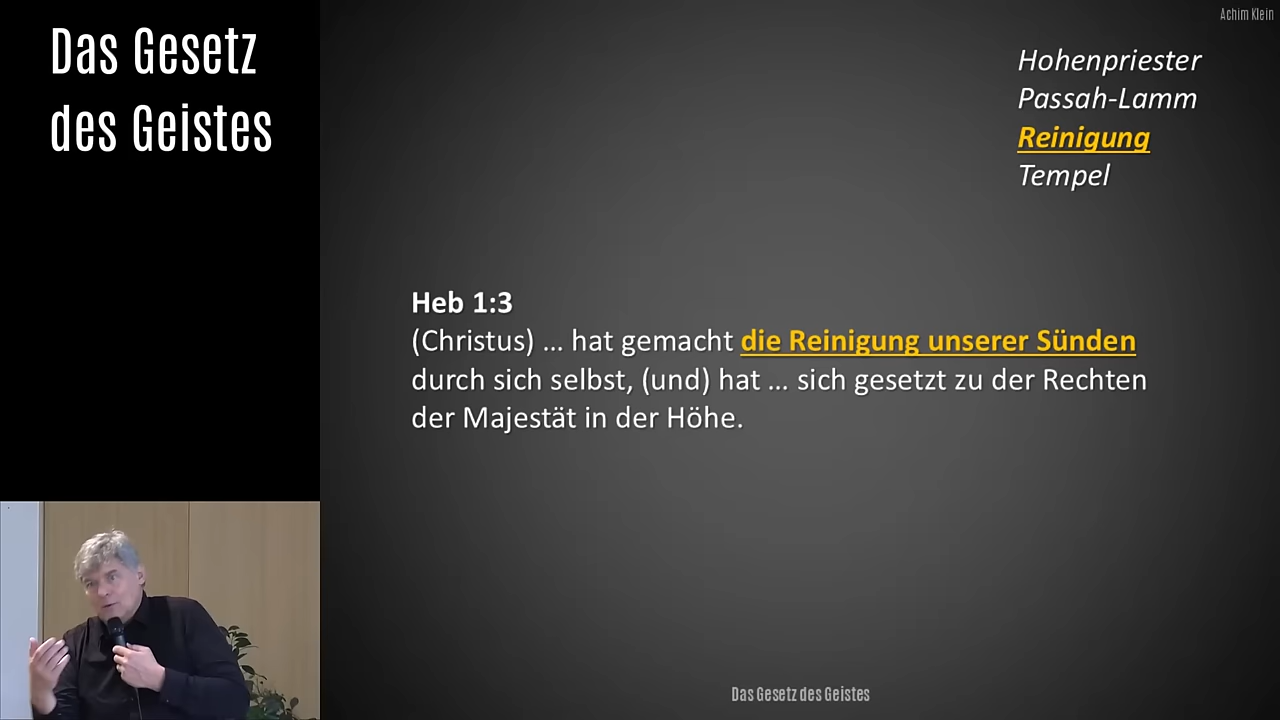 Das Gesetz
des Geistes
Achim Klein
Hohenpriester
Passah-Lamm
Reinigung
Tempel
Heb 1:3
(Christus) ... hat gemacht die Reinigung unserer Sünden
durch sich selbst, (und) hat ... sich gesetzt zu der Rechten
der Majestät in der Höhe.
Das Gesetz des Geistes